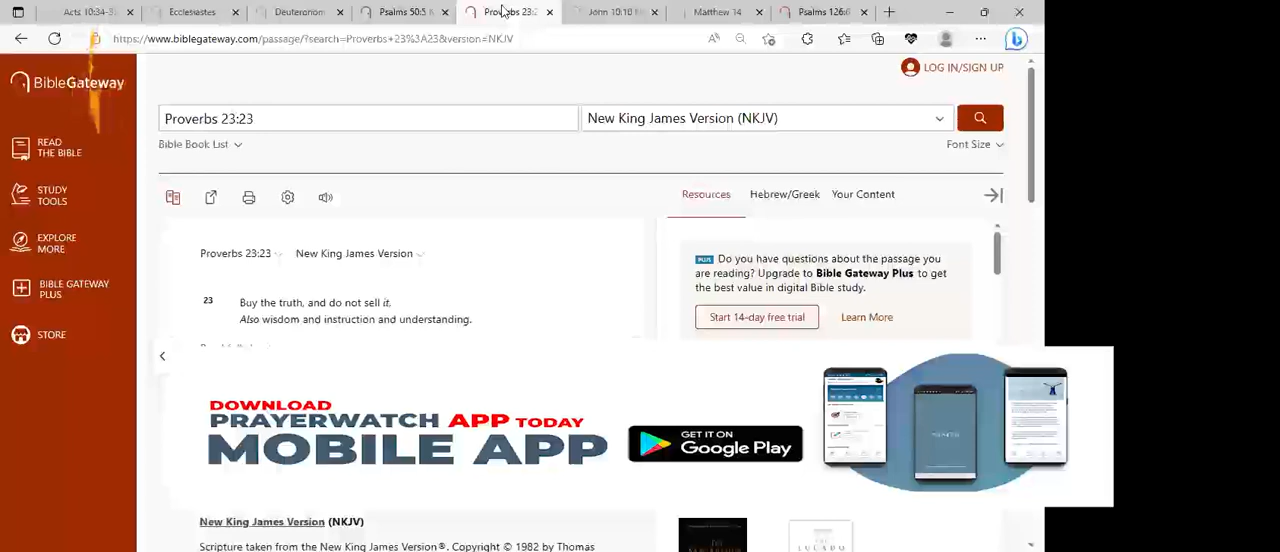 Acts 10:34-3
Ecclesiastes
Deuteronom
Psalms 50:5
Proverbs 23:2
John 10:10
Matthew 14
Psalms 126:
https://www.biblegateway.com/passage/?search=Proverbs+23%3A23&version=NKJV
BibleGateway
LOG IN/SIGN UP
Proverbs 23:23
New King James Version (NKJV)
Bible Book List
Font Size
READ
THE BIBLE
STUDY
TOOLS
EXPLORE
MORE
BIBLE GATEWAY
PLUS
STORE
Resources
Hebrew/Greek
Your Content
Proverbs 23:23
New King James Version
23 Buy the truth, and do not sell it,
Also wisdom and instruction and understanding.
PLUS Do you have questions about the passage you
are reading? Upgrade to Bible Gateway Plus to get
the best value in digital Bible study.
Start 14-day free trial
Learn More
DOWNLOAD
PRAYERWATCH APP TODAY
MOBILE APP
GET IT ON
Google Play
New King James Version (NKJV)
Scripture taken from the New King James Version®. Copyright © 1982 by Thomas